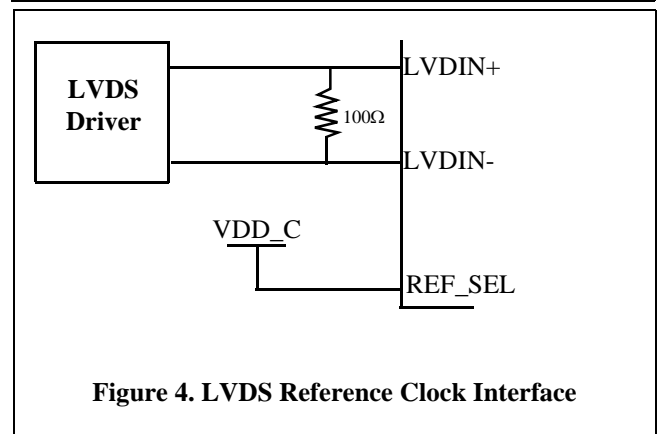 LVDS
Driver
LVDIN+
100Ω
LVDIN-
VDD_C
REF_SEL
Figure 4. LVDS Reference Clock Interface